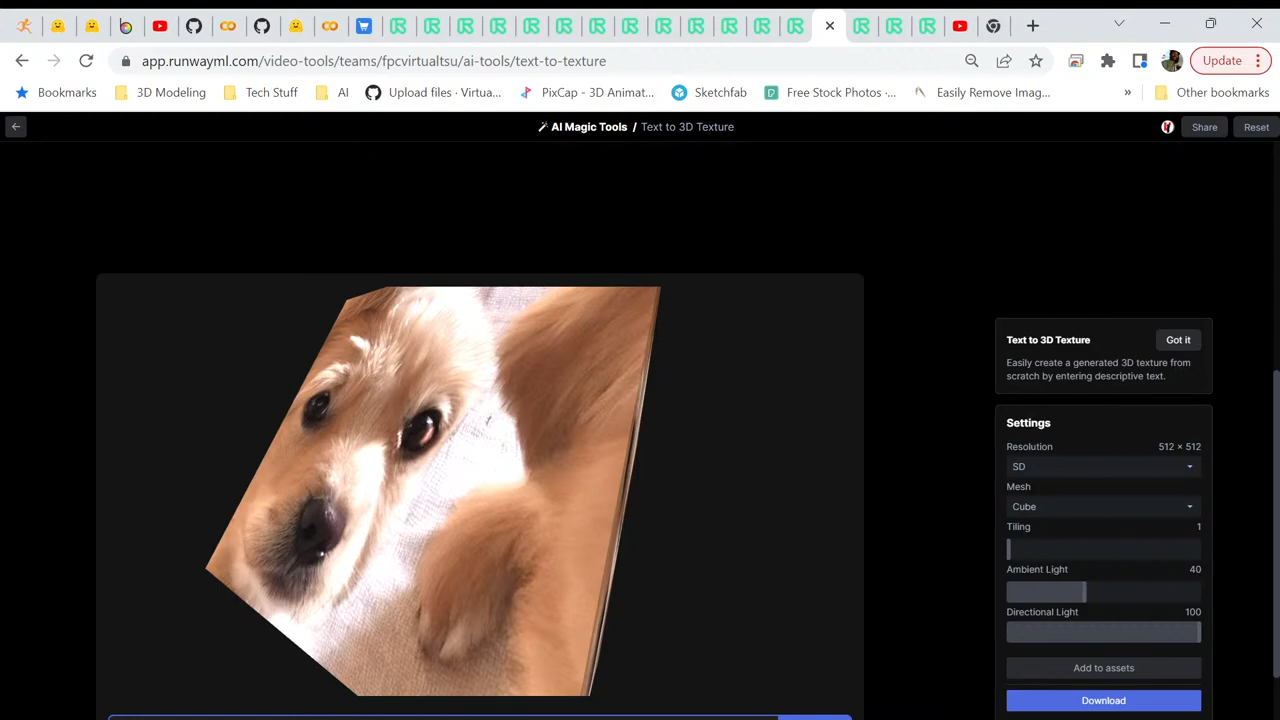 app.runwayml.com/video-tools/teams/fpcvirtualtsu/ai-tools/text-to-texture
Update
Bookmarks 3D Modeling Tech Stuff AI Upload files · Virtua... PixCap - 3D Animat... Sketchfab Free Stock Photos ·... Easily Remove Imag... » Other bookmarks
AI Magic Tools / Text to 3D Texture
Share Reset
Text to 3D Texture Got it
Easily create a generated 3D texture from
scratch by entering descriptive text.
Settings
Resolution 512 × 512
SD
Mesh
Cube
Tiling 1
Ambient Light 40
Directional Light 100
Add to assets
Download